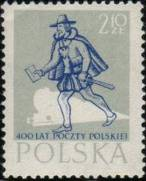 2,10
ZŁ
400 LAT POCZTY POLSKIEJ
POLSKA